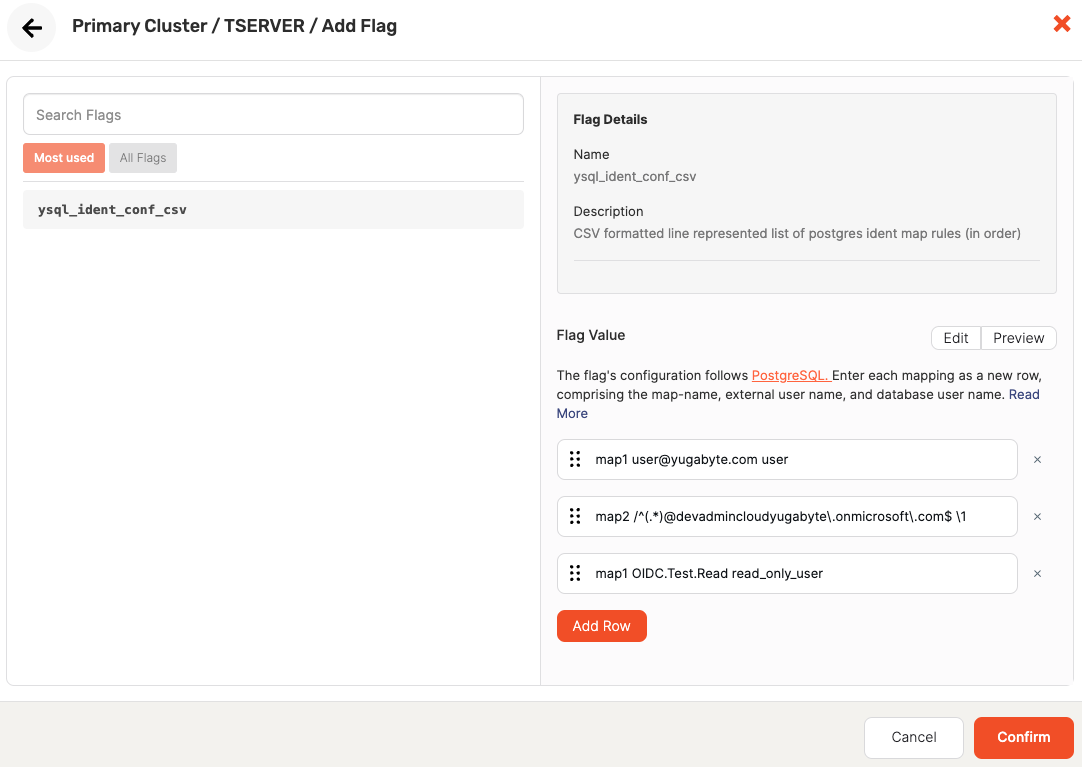 Primary Cluster / TSERVER / Add Flag
Search Flags
Most used
All Flags
ysql_ident_conf_csv
Flag Details
Name
ysql_ident_conf_csv
Description
CSV formatted line represented list of postgres ident map rules (in order)
Flag Value
Edit
Preview
The flag's configuration follows PostgreSQL. Enter each mapping as a new row,
comprising the map-name, external user name, and database user name. Read
More
map1 user@yugabyte.com user
map2 /^(.*)@devadmincloudyugabyte\.onmicrosoft\.com$ \1
map1 OIDC.Test.Read read_only_user
Add Row
Cancel
Confirm